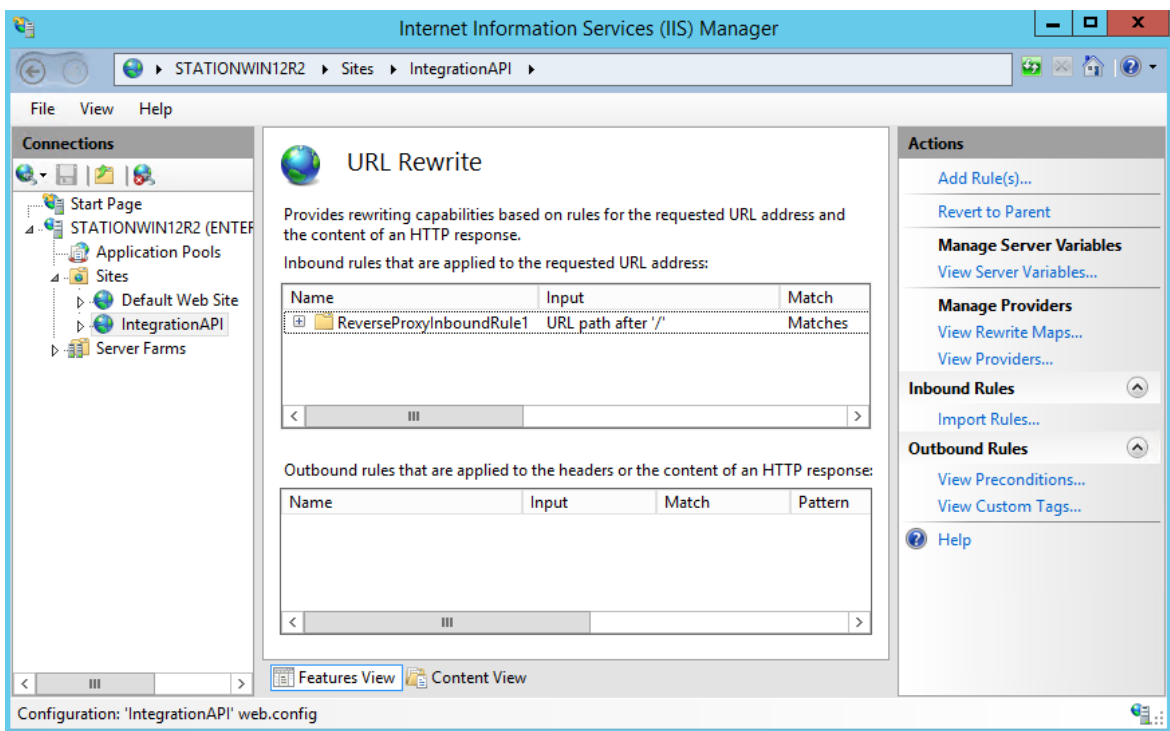 Internet Information Services (IIS) Manager
STATIONWIN12R2 Sites IntegrationAPI
File View Help
Connections
Start Page
STATIONWIN12R2 (ENTER
Application Pools
Sites
Default Web Site
IntegrationAPI
Server Farms
URL Rewrite
Provides rewriting capabilities based on rules for the requested URL address and
the content of an HTTP response.
Inbound rules that are applied to the requested URL address:
Name Input Match
ReverseProxyInboundRule1 URL path after '/' Matches
Outbound rules that are applied to the headers or the content of an HTTP response:
Name Input Match Pattern
Features View Content View
Actions
Add Rule(s)...
Revert to Parent
Manage Server Variables
View Server Variables...
Manage Providers
View Rewrite Maps...
View Providers...
Inbound Rules
Import Rules...
Outbound Rules
View Preconditions...
View Custom Tags...
Help
Configuration: 'IntegrationAPI' web.config